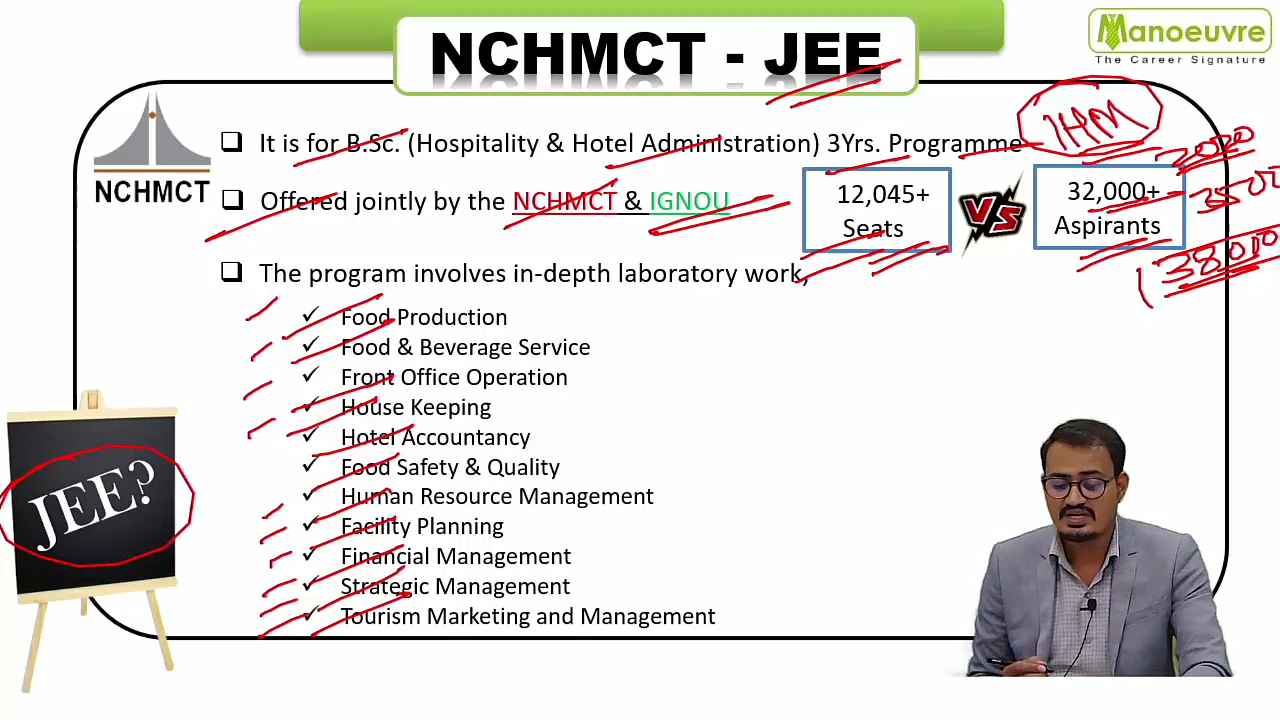 NCHMCT - JEE
Manoeuvre
The Career Signature
NCHMCT
❑ It is for B.Sc. (Hospitality & Hotel Administration) 3Yrs. Programme
IHM
2020
❑ Offered jointly by the NCHMCT & IGNOU
12,045+
Seats
VS
32,000+
Aspirants
38000
❑ The program involves in-depth laboratory work,
✓ Food Production
✓ Food & Beverage Service
✓ Front Office Operation
✓ House Keeping
✓ Hotel Accountancy
✓ Food Safety & Quality
✓ Human Resource Management
✓ Facility Planning
✓ Financial Management
✓ Strategic Management
✓ Tourism Marketing and Management
JEE?